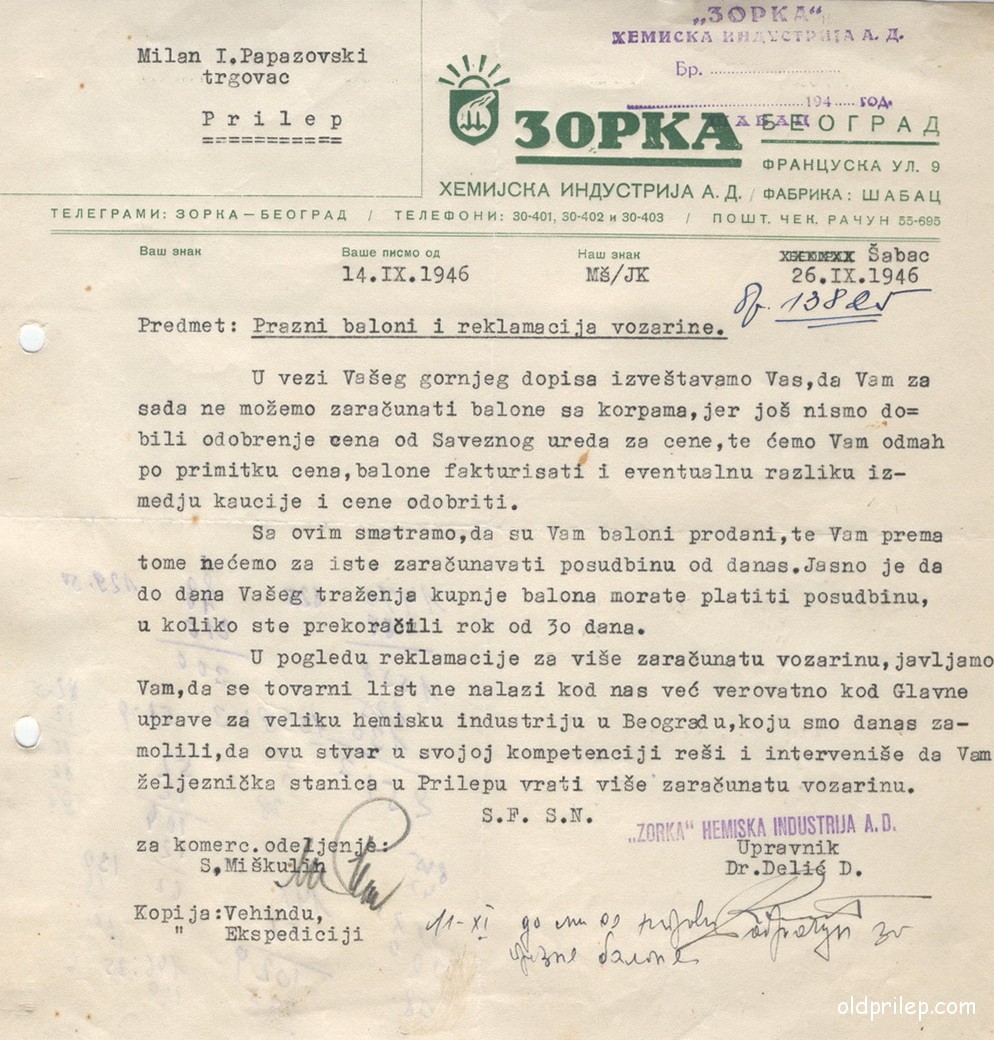 Milan I.Papazovski
trgovac
Prilep
„ЗОРКА“
ХЕМИСКА ИНДУСТРИЈА А. Д.
Бр.
194 год.
ШАБАЦ
ЗОРКА
БЕОГРАД
ФРАНЦУСКА УЛ. 9
ХЕМИЈСКА ИНДУСТРИЈА А. Д. / ФАБРИКА: ШАБАЦ
ТЕЛЕГРАМИ: ЗОРКА—БЕОГРАД / ТЕЛЕФОНИ: 30-401, 30-402 и 30-403 / ПОШТ. ЧЕК. РАЧУН 55-695
Ваш знак Ваше писмо од Наш знак Šabac
14.IX.1946 Mš/JK 26.IX.1946
Predmet: Prazni baloni i reklamacija vozarine.
U vezi Vašeg gornjeg dopisa izveštavamo Vas,da Vam za
sada ne možemo zaračunati balone sa korpama,jer još nismo do=
bili odobrenje cena od Saveznog ureda za cene,te ćemo Vam odmah
po primitku cena,balone fakturisati i eventualnu razliku iz-
medju kaucije i cene odobriti.
Sa ovim smatramo,da su Vam baloni prodani,te Vam prema
tome nećemo za iste zaračunavati posudbinu od danas.Jasno je da
do dana Vašeg traženja kupnje balona morate platiti posudbinu,
u koliko ste prekoračili rok od 3o dana.
U pogledu reklamacije za više zaračunatu vozarinu,javljamo
Vam,da se tovarni list ne nalazi kod nas već verovatno kod Glavne
uprave za veliku hemisku industriju u Beogradu,koju smo danas za-
molili,da ovu stvar u svojoj kompetenciji reši i interveniše da Vam
željeznička stanica u Prilepu vrati više zaračunatu vozarinu.
S.F. S.N.
za komerc.odeljenje:
S.Miškulin
„ZORKA“ HEMISKA INDUSTRIJA A.D.
Upravnik
Dr.Delić D.
Kopija:Vehindu,
" Ekspediciji
11-XI
балоне
oldprilep.com